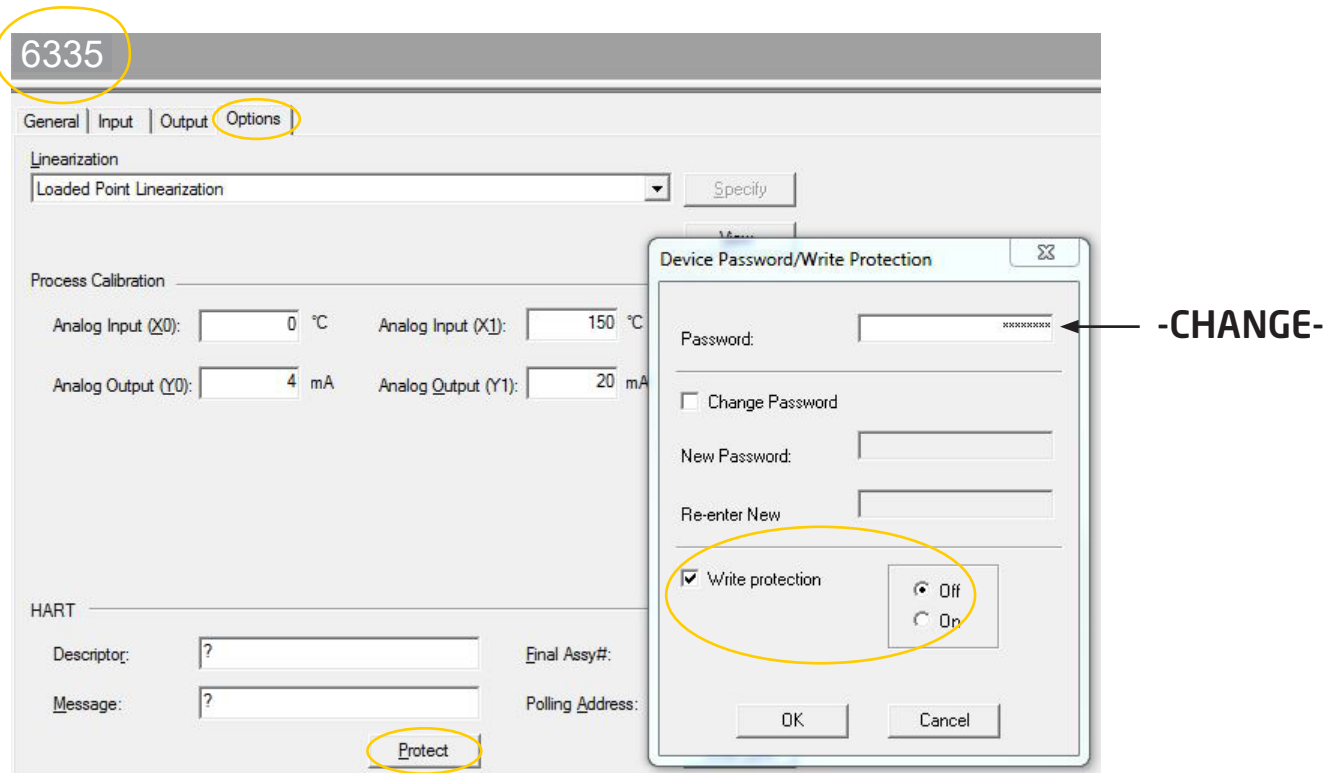 6335
General Input Output Options
Linearization
Loaded Point Linearization Specify
View
Device Password/Write Protection
Process Calibration
Analog Input (X0): 0 °C Analog Input (X1): 150 °C
Password: ******** -CHANGE-
Analog Output (Y0): 4 mA Analog Output (Y1): 20 mA
Change Password
New Password:
Re-enter New
Write protection Off
On
HART
Descriptor: ? Final Assy#:
Message: ? Polling Address:
OK Cancel
Protect